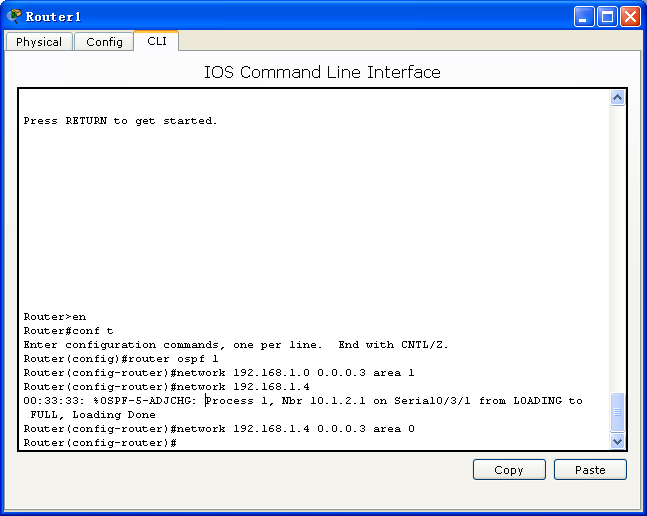 Router1
Physical Config CLI
IOS Command Line Interface
Press RETURN to get started.
Router>en
Router#conf t
Enter configuration commands, one per line.  End with CNTL/Z.
Router(config)#router ospf 1
Router(config-router)#network 192.168.1.0 0.0.0.3 area 1
Router(config-router)#network 192.168.1.4
00:33:33: %OSPF-5-ADJCHG: Process 1, Nbr 10.1.2.1 on Serial0/3/1 from LOADING to
 FULL, Loading Done
Router(config-router)#network 192.168.1.4 0.0.0.3 area 0
Router(config-router)#
Copy Paste